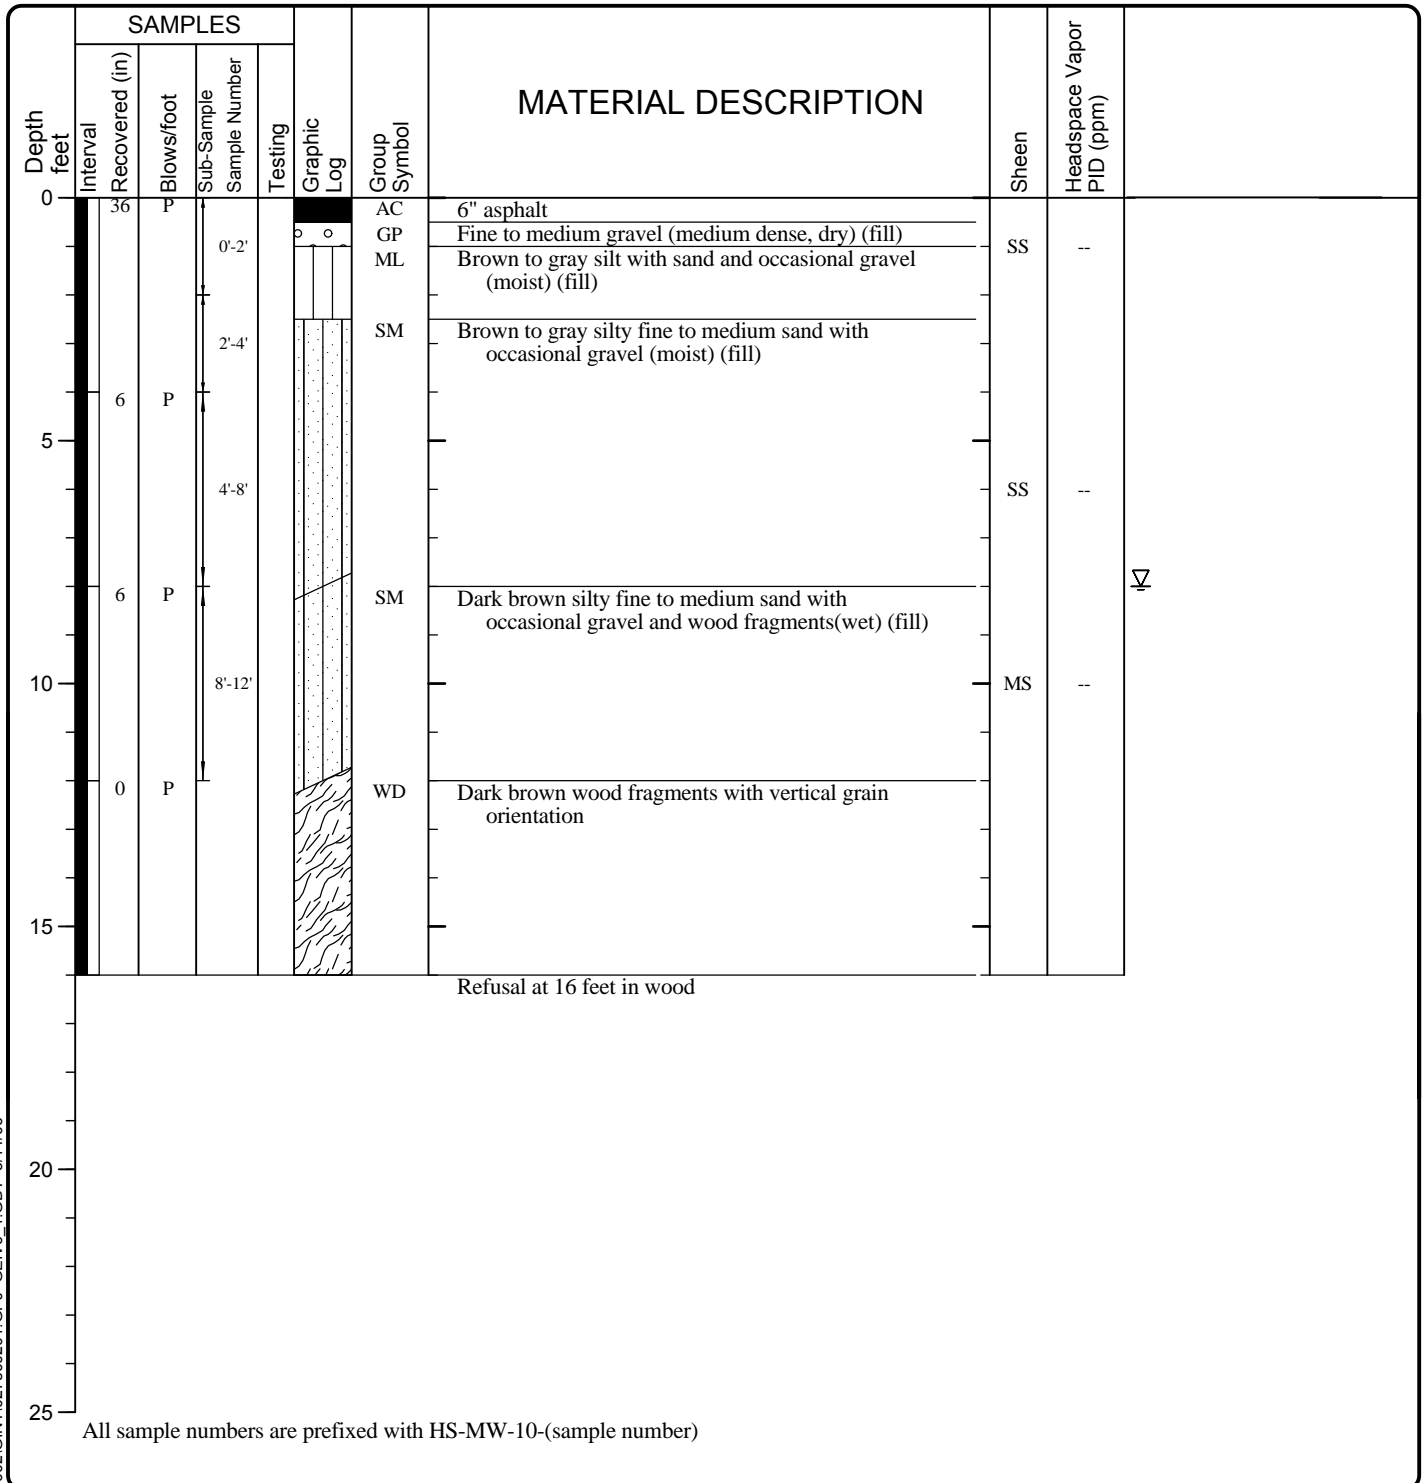 SAMPLES
Depth
feet
Interval
Recovered (in)
Blows/foot
Sub-Sample
Sample Number
Testing
Graphic
Log
Group
Symbol
MATERIAL DESCRIPTION
Sheen
Headspace Vapor
PID (ppm)
0
36 P AC 6" asphalt
GP Fine to medium gravel (medium dense, dry) (fill)
0'-2' SS --
ML Brown to gray silt with sand and occasional gravel
(moist) (fill)
SM Brown to gray silty fine to medium sand with
2'-4'
occasional gravel (moist) (fill)
6 P
5
4'-8' SS --
6 P SM Dark brown silty fine to medium sand with
occasional gravel and wood fragments(wet) (fill)
10 8'-12' MS --
0 P WD Dark brown wood fragments with vertical grain
orientation
15
Refusal at 16 feet in wood
20
25
All sample numbers are prefixed with HS-MW-10-(sample number)